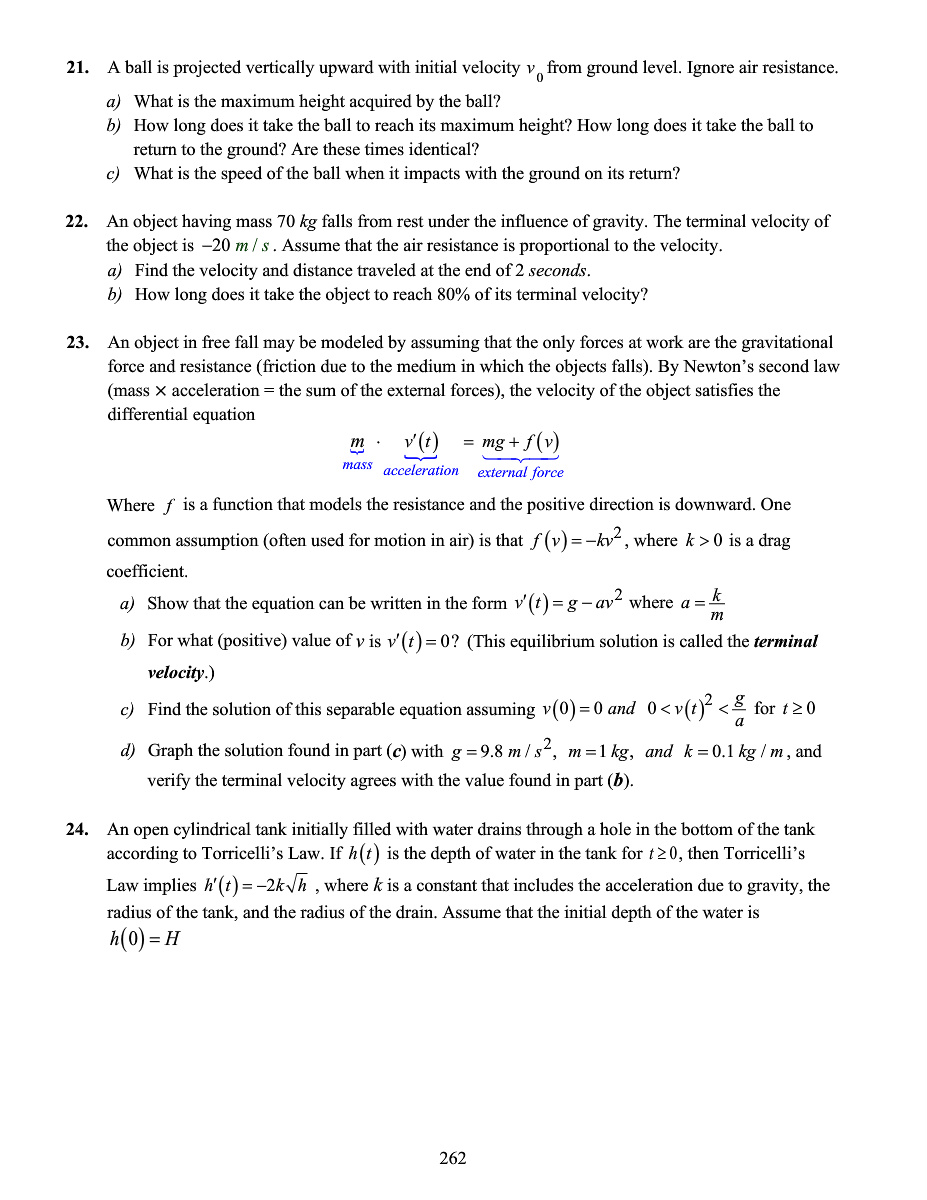 21. A ball is projected vertically upward with initial velocity v₀ from ground level. Ignore air resistance.
a) What is the maximum height acquired by the ball?
b) How long does it take the ball to reach its maximum height? How long does it take the ball to
return to the ground? Are these times identical?
c) What is the speed of the ball when it impacts with the ground on its return?
22. An object having mass 70 kg falls from rest under the influence of gravity. The terminal velocity of
the object is −20 m / s. Assume that the air resistance is proportional to the velocity.
a) Find the velocity and distance traveled at the end of 2 seconds.
b) How long does it take the object to reach 80% of its terminal velocity?
23. An object in free fall may be modeled by assuming that the only forces at work are the gravitational
force and resistance (friction due to the medium in which the objects falls). By Newton's second law
(mass × acceleration = the sum of the external forces), the velocity of the object satisfies the
differential equation
m · v′(t) = mg + f(v)
mass acceleration external force
Where f is a function that models the resistance and the positive direction is downward. One
common assumption (often used for motion in air) is that f(v) = −kv², where k > 0 is a drag
coefficient.
a) Show that the equation can be written in the form v′(t) = g − av² where a = k/m
b) For what (positive) value of v is v′(t) = 0? (This equilibrium solution is called the terminal
velocity.)
c) Find the solution of this separable equation assuming v(0) = 0 and 0 < v(t)² < g/a for t ≥ 0
d) Graph the solution found in part (c) with g = 9.8 m / s², m = 1 kg, and k = 0.1 kg / m, and
verify the terminal velocity agrees with the value found in part (b).
24. An open cylindrical tank initially filled with water drains through a hole in the bottom of the tank
according to Torricelli's Law. If h(t) is the depth of water in the tank for t ≥ 0, then Torricelli's
Law implies h′(t) = −2k√h , where k is a constant that includes the acceleration due to gravity, the
radius of the tank, and the radius of the drain. Assume that the initial depth of the water is
h(0) = H
262